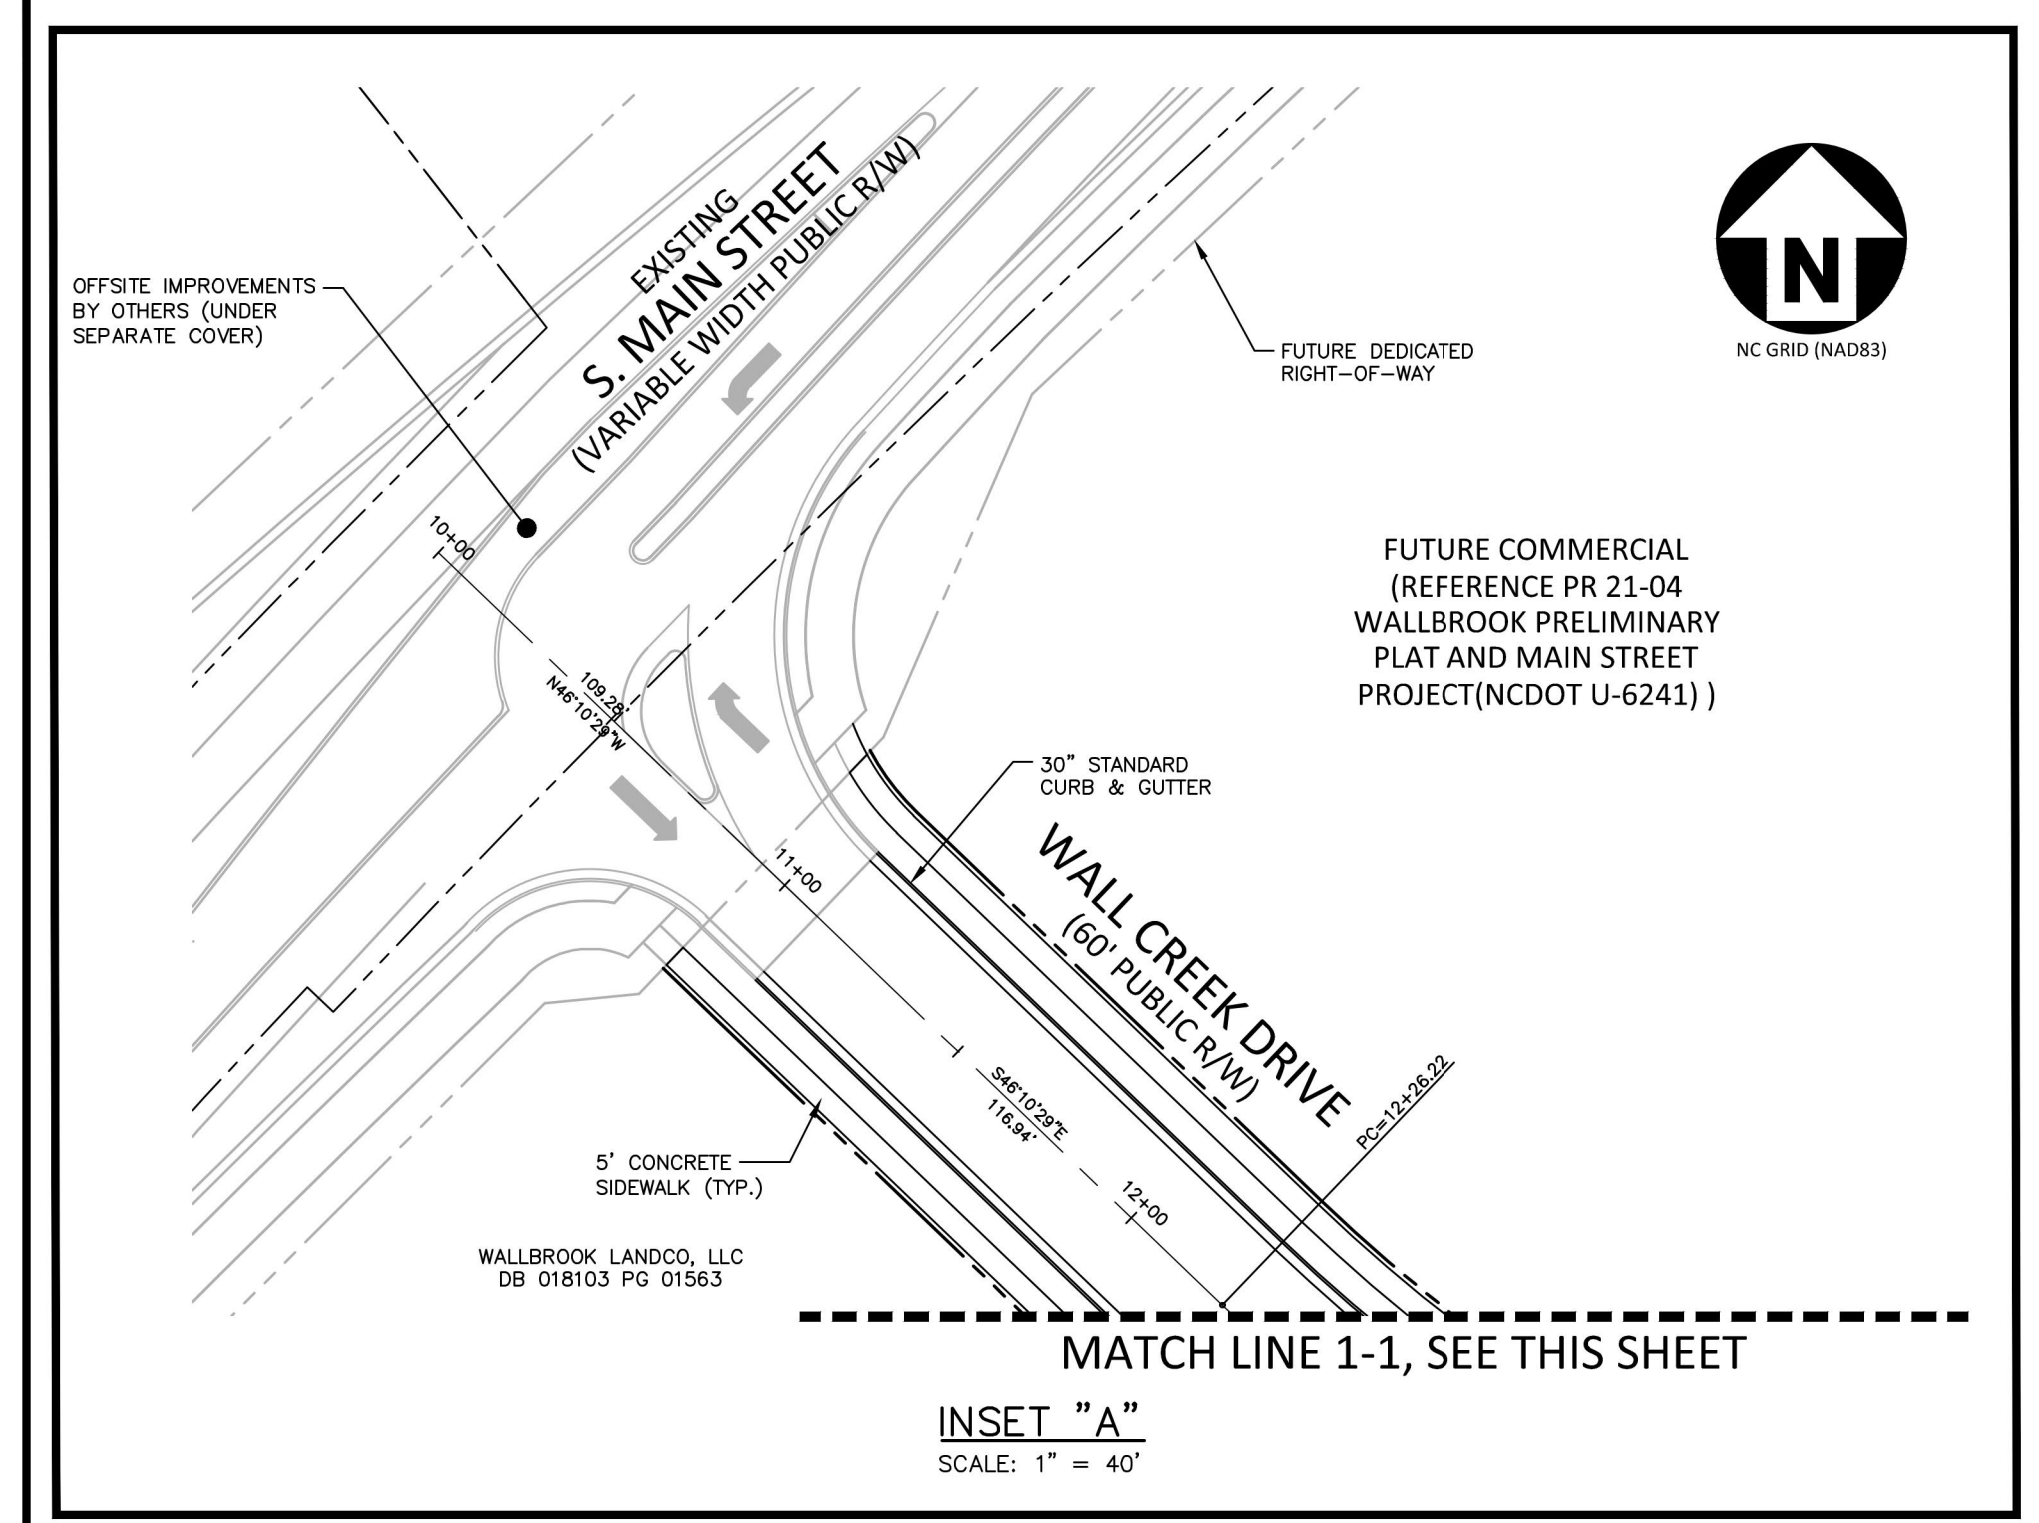 EXISTING
S. MAIN STREET
(VARIABLE WIDTH PUBLIC R/W)
OFFSITE IMPROVEMENTS
BY OTHERS (UNDER
SEPARATE COVER)
N
NC GRID (NAD83)
FUTURE DEDICATED
RIGHT-OF-WAY
10+00
FUTURE COMMERCIAL
(REFERENCE PR 21-04
WALLBROOK PRELIMINARY
PLAT AND MAIN STREET
PROJECT(NCDOT U-6241) )
109.28'
N46°10'29"W
30" STANDARD
CURB & GUTTER
11+00
WALL CREEK DRIVE
(60' PUBLIC R/W)
S46°10'29"E
116.94'
PC=12+26.22
5' CONCRETE
SIDEWALK (TYP.)
12+00
WALLBROOK LANDCO, LLC
DB 018103 PG 01563
MATCH LINE 1-1, SEE THIS SHEET
INSET "A"
SCALE: 1" = 40'